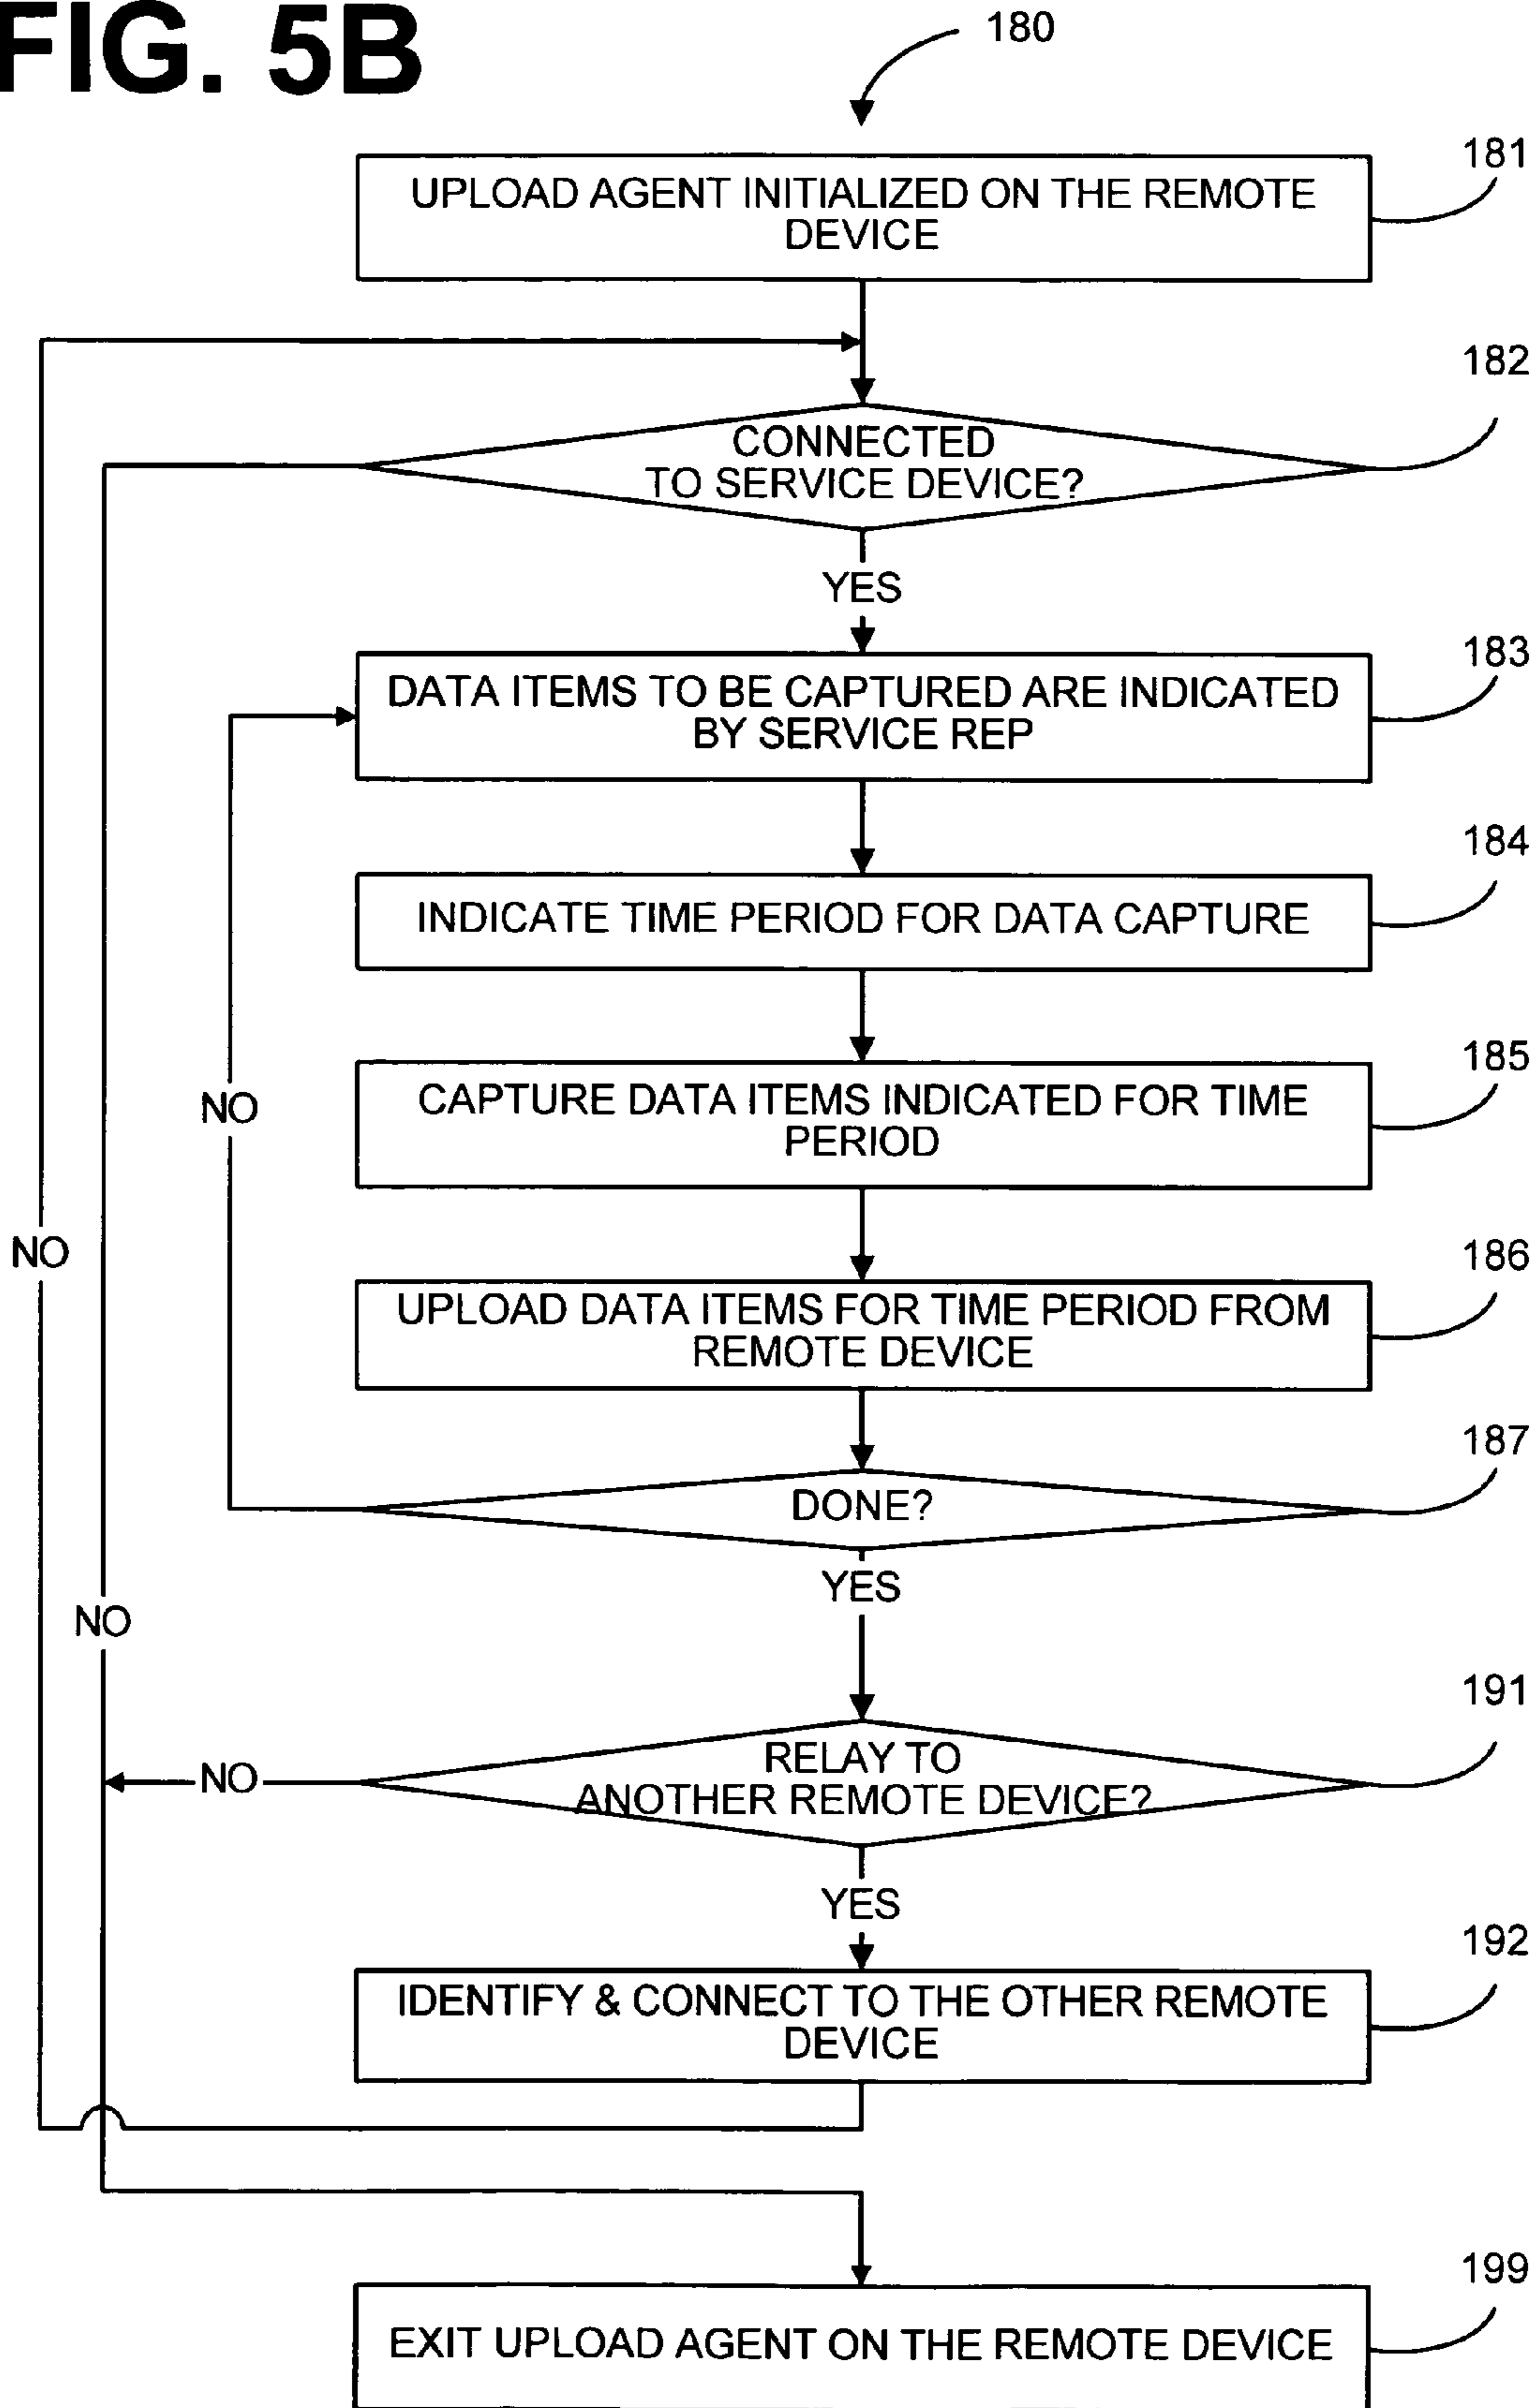 FIG. 5B
180
181
UPLOAD AGENT INITIALIZED ON THE REMOTE
DEVICE
182
CONNECTED
TO SERVICE DEVICE?
YES
183
DATA ITEMS TO BE CAPTURED ARE INDICATED
BY SERVICE REP
184
INDICATE TIME PERIOD FOR DATA CAPTURE
185
CAPTURE DATA ITEMS INDICATED FOR TIME
PERIOD
NO
NO
186
UPLOAD DATA ITEMS FOR TIME PERIOD FROM
REMOTE DEVICE
187
DONE?
YES
NO
191
RELAY TO
ANOTHER REMOTE DEVICE?
NO
YES
192
IDENTIFY & CONNECT TO THE OTHER REMOTE
DEVICE
199
EXIT UPLOAD AGENT ON THE REMOTE DEVICE